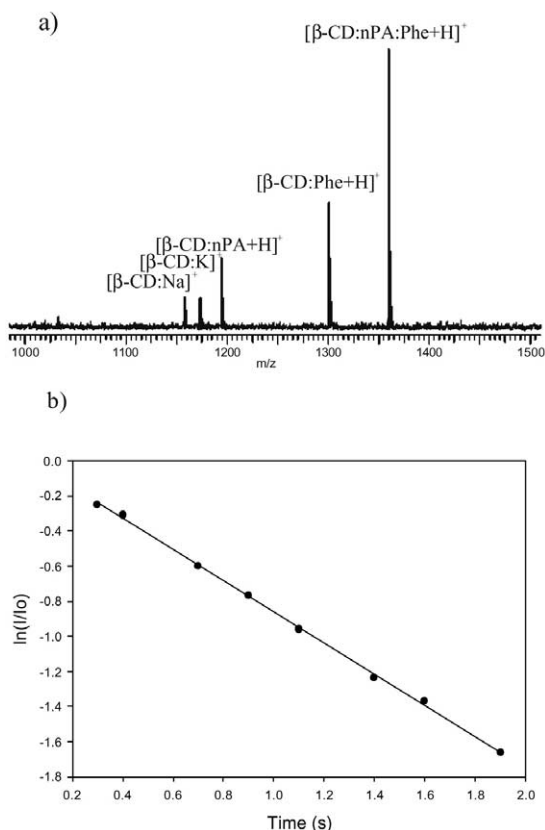 a)
[β-CD:nPA:Phe+H]⁺
[β-CD:Phe+H]⁺
[β-CD:nPA+H]⁺
[β-CD:K]⁺
[β-CD:Na]⁺
1000 1100 1200 1300 1400 1500
m/z
b)
0.0
-0.2
-0.4
-0.6
-0.8
-1.0
-1.2
-1.4
-1.6
-1.8
ln(I/Io)
0.2 0.4 0.6 0.8 1.0 1.2 1.4 1.6 1.8 2.0
Time (s)